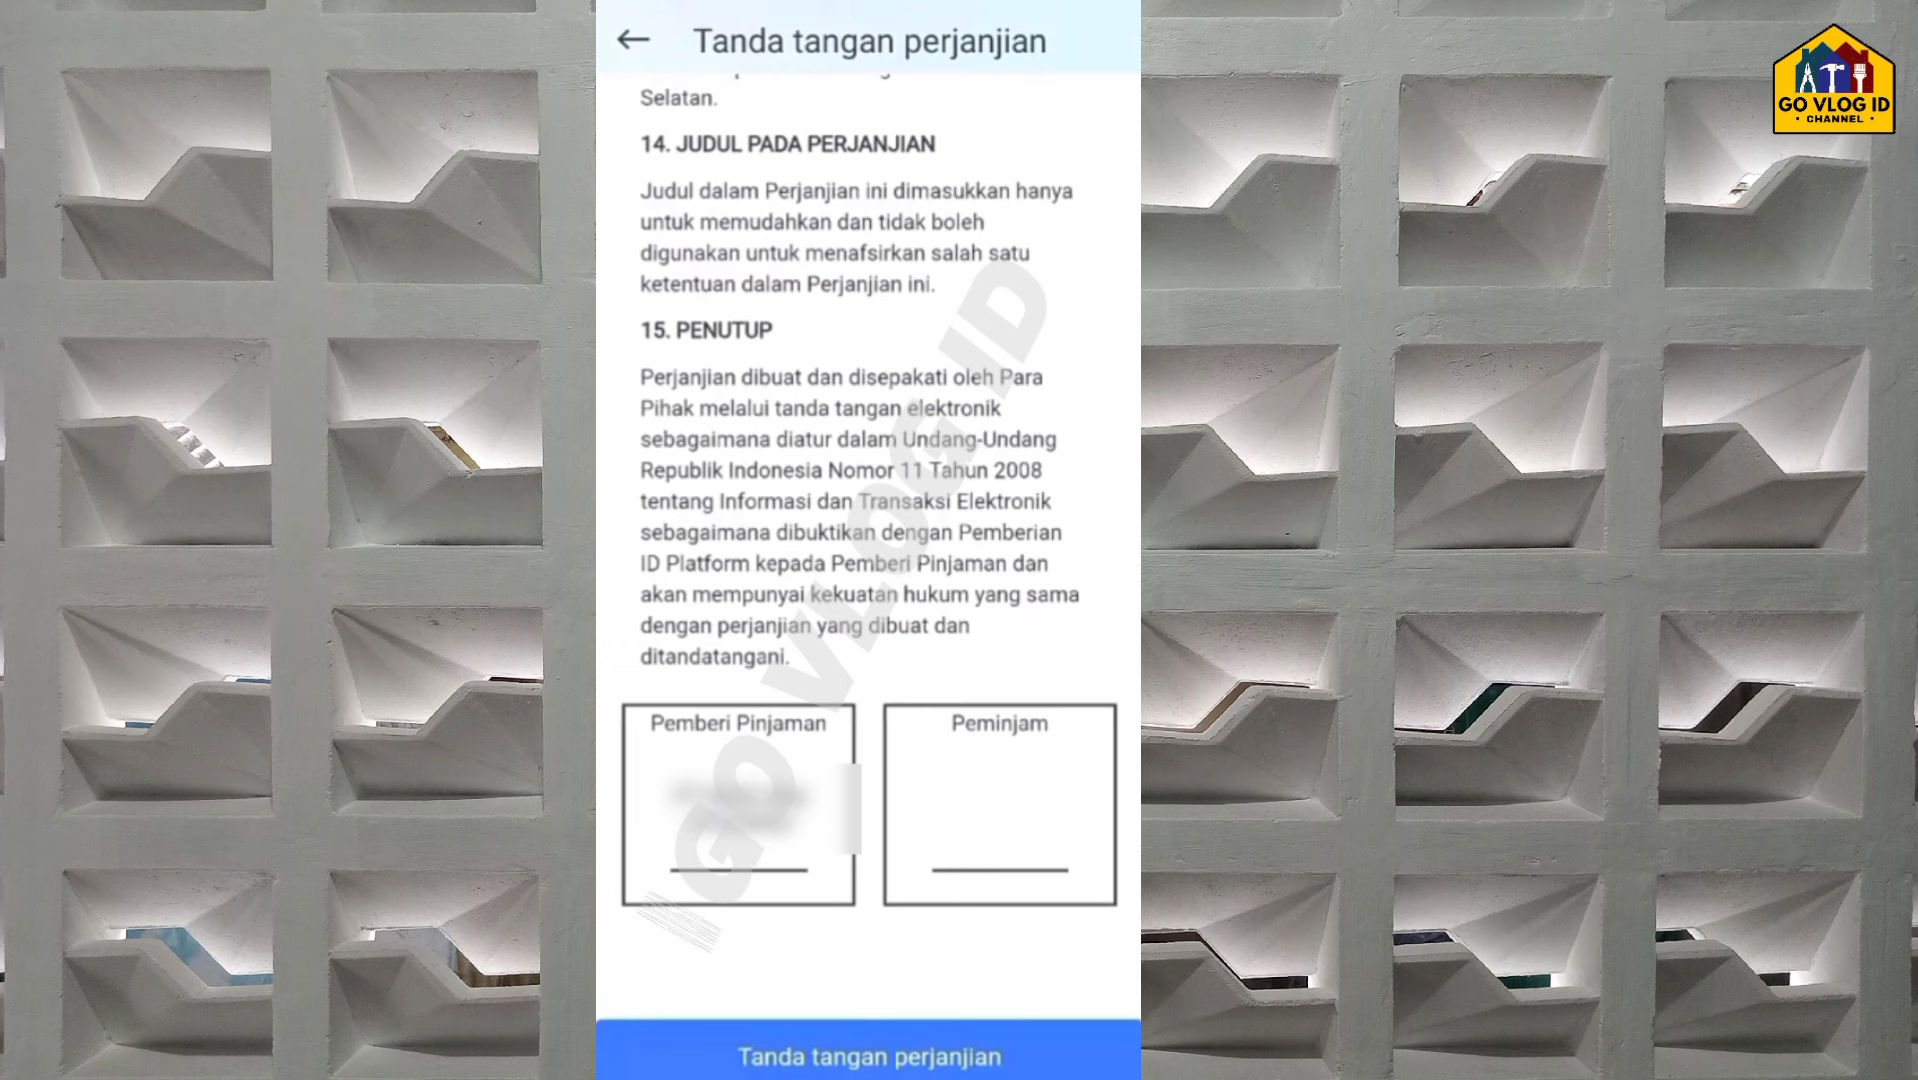 Tanda tangan perjanjian
Selatan.
14. JUDUL PADA PERJANJIAN
Judul dalam Perjanjian ini dimasukkan hanya
untuk memudahkan dan tidak boleh
digunakan untuk menafsirkan salah satu
ketentuan dalam Perjanjian ini.
15. PENUTUP
Perjanjian dibuat dan disepakati oleh Para
Pihak melalui tanda tangan elektronik
sebagaimana diatur dalam Undang-Undang
Republik Indonesia Nomor 11 Tahun 2008
tentang Informasi dan Transaksi Elektronik
sebagaimana dibuktikan dengan Pemberian
ID Platform kepada Pemberi Pinjaman dan
akan mempunyai kekuatan hukum yang sama
dengan perjanjian yang dibuat dan
ditandatangani.
Pemberi Pinjaman
Peminjam
Tanda tangan perjanjian
GO VLOG ID
GO VLOG ID
• CHANNEL •